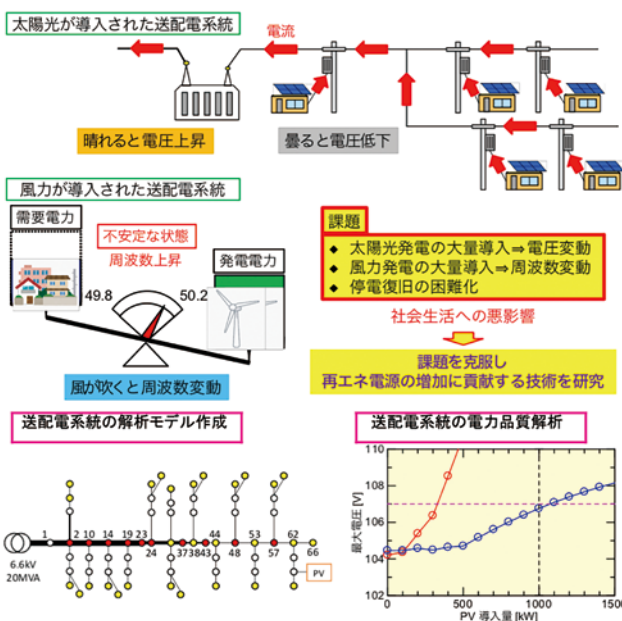 太陽光が導入された送配電系統
電流
晴れると電圧上昇
曇ると電圧低下
風力が導入された送配電系統
需要電力
不安定な状態
周波数上昇
発電電力
49.8
50.2
風が吹くと周波数変動
課題
◆ 太陽光発電の大量導入⇒電圧変動
◆ 風力発電の大量導入⇒周波数変動
◆ 停電復旧の困難化
社会生活への悪影響
課題を克服し
再エネ電源の増加に貢献する技術を研究
送配電系統の解析モデル作成
1 2 10 14 19 23 24 37 38 43 44 48 53 57 62 66
6.6kV
20MVA
PV
送配電系統の電力品質解析
最大電圧 [V]
110
108
106
104
102
0 500 1000 1500
PV 導入量 [kW]